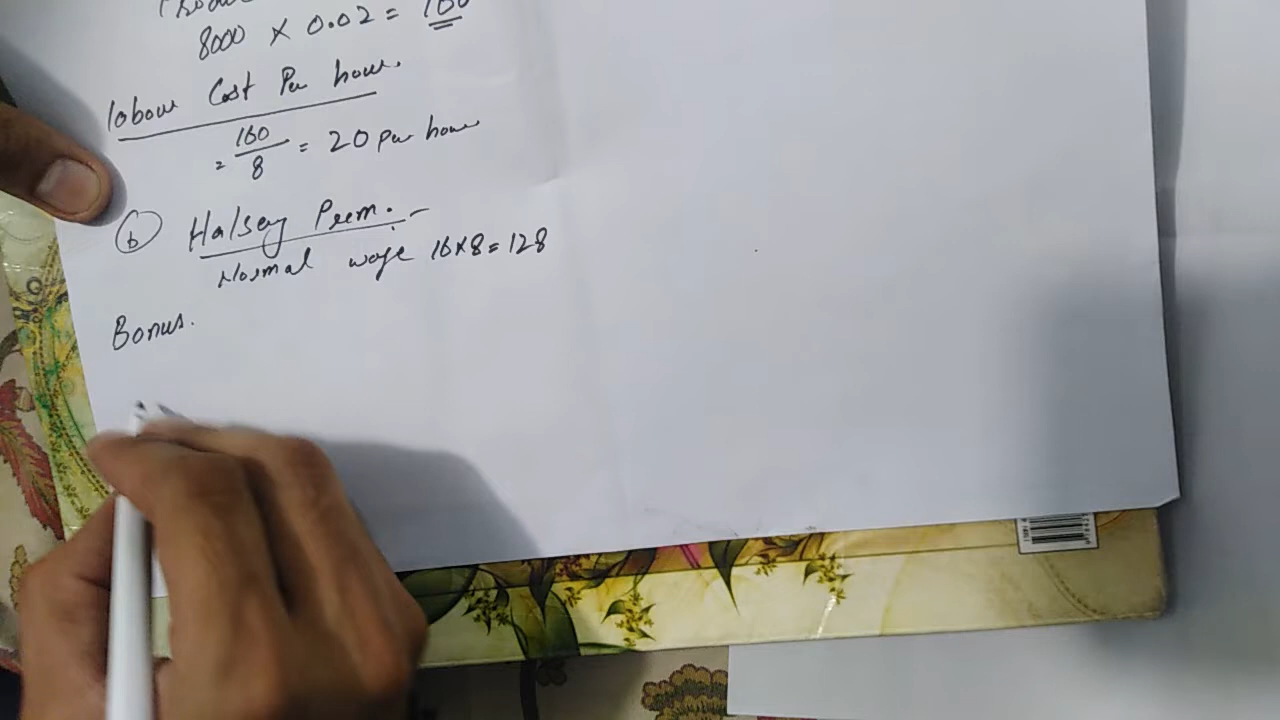 8000 × 0.02 = 160
labour Cost Per hour.
= 160/8 = 20 per hour
(b) Halsey Prem. -
Normal wage 16×8=128
Bonus.